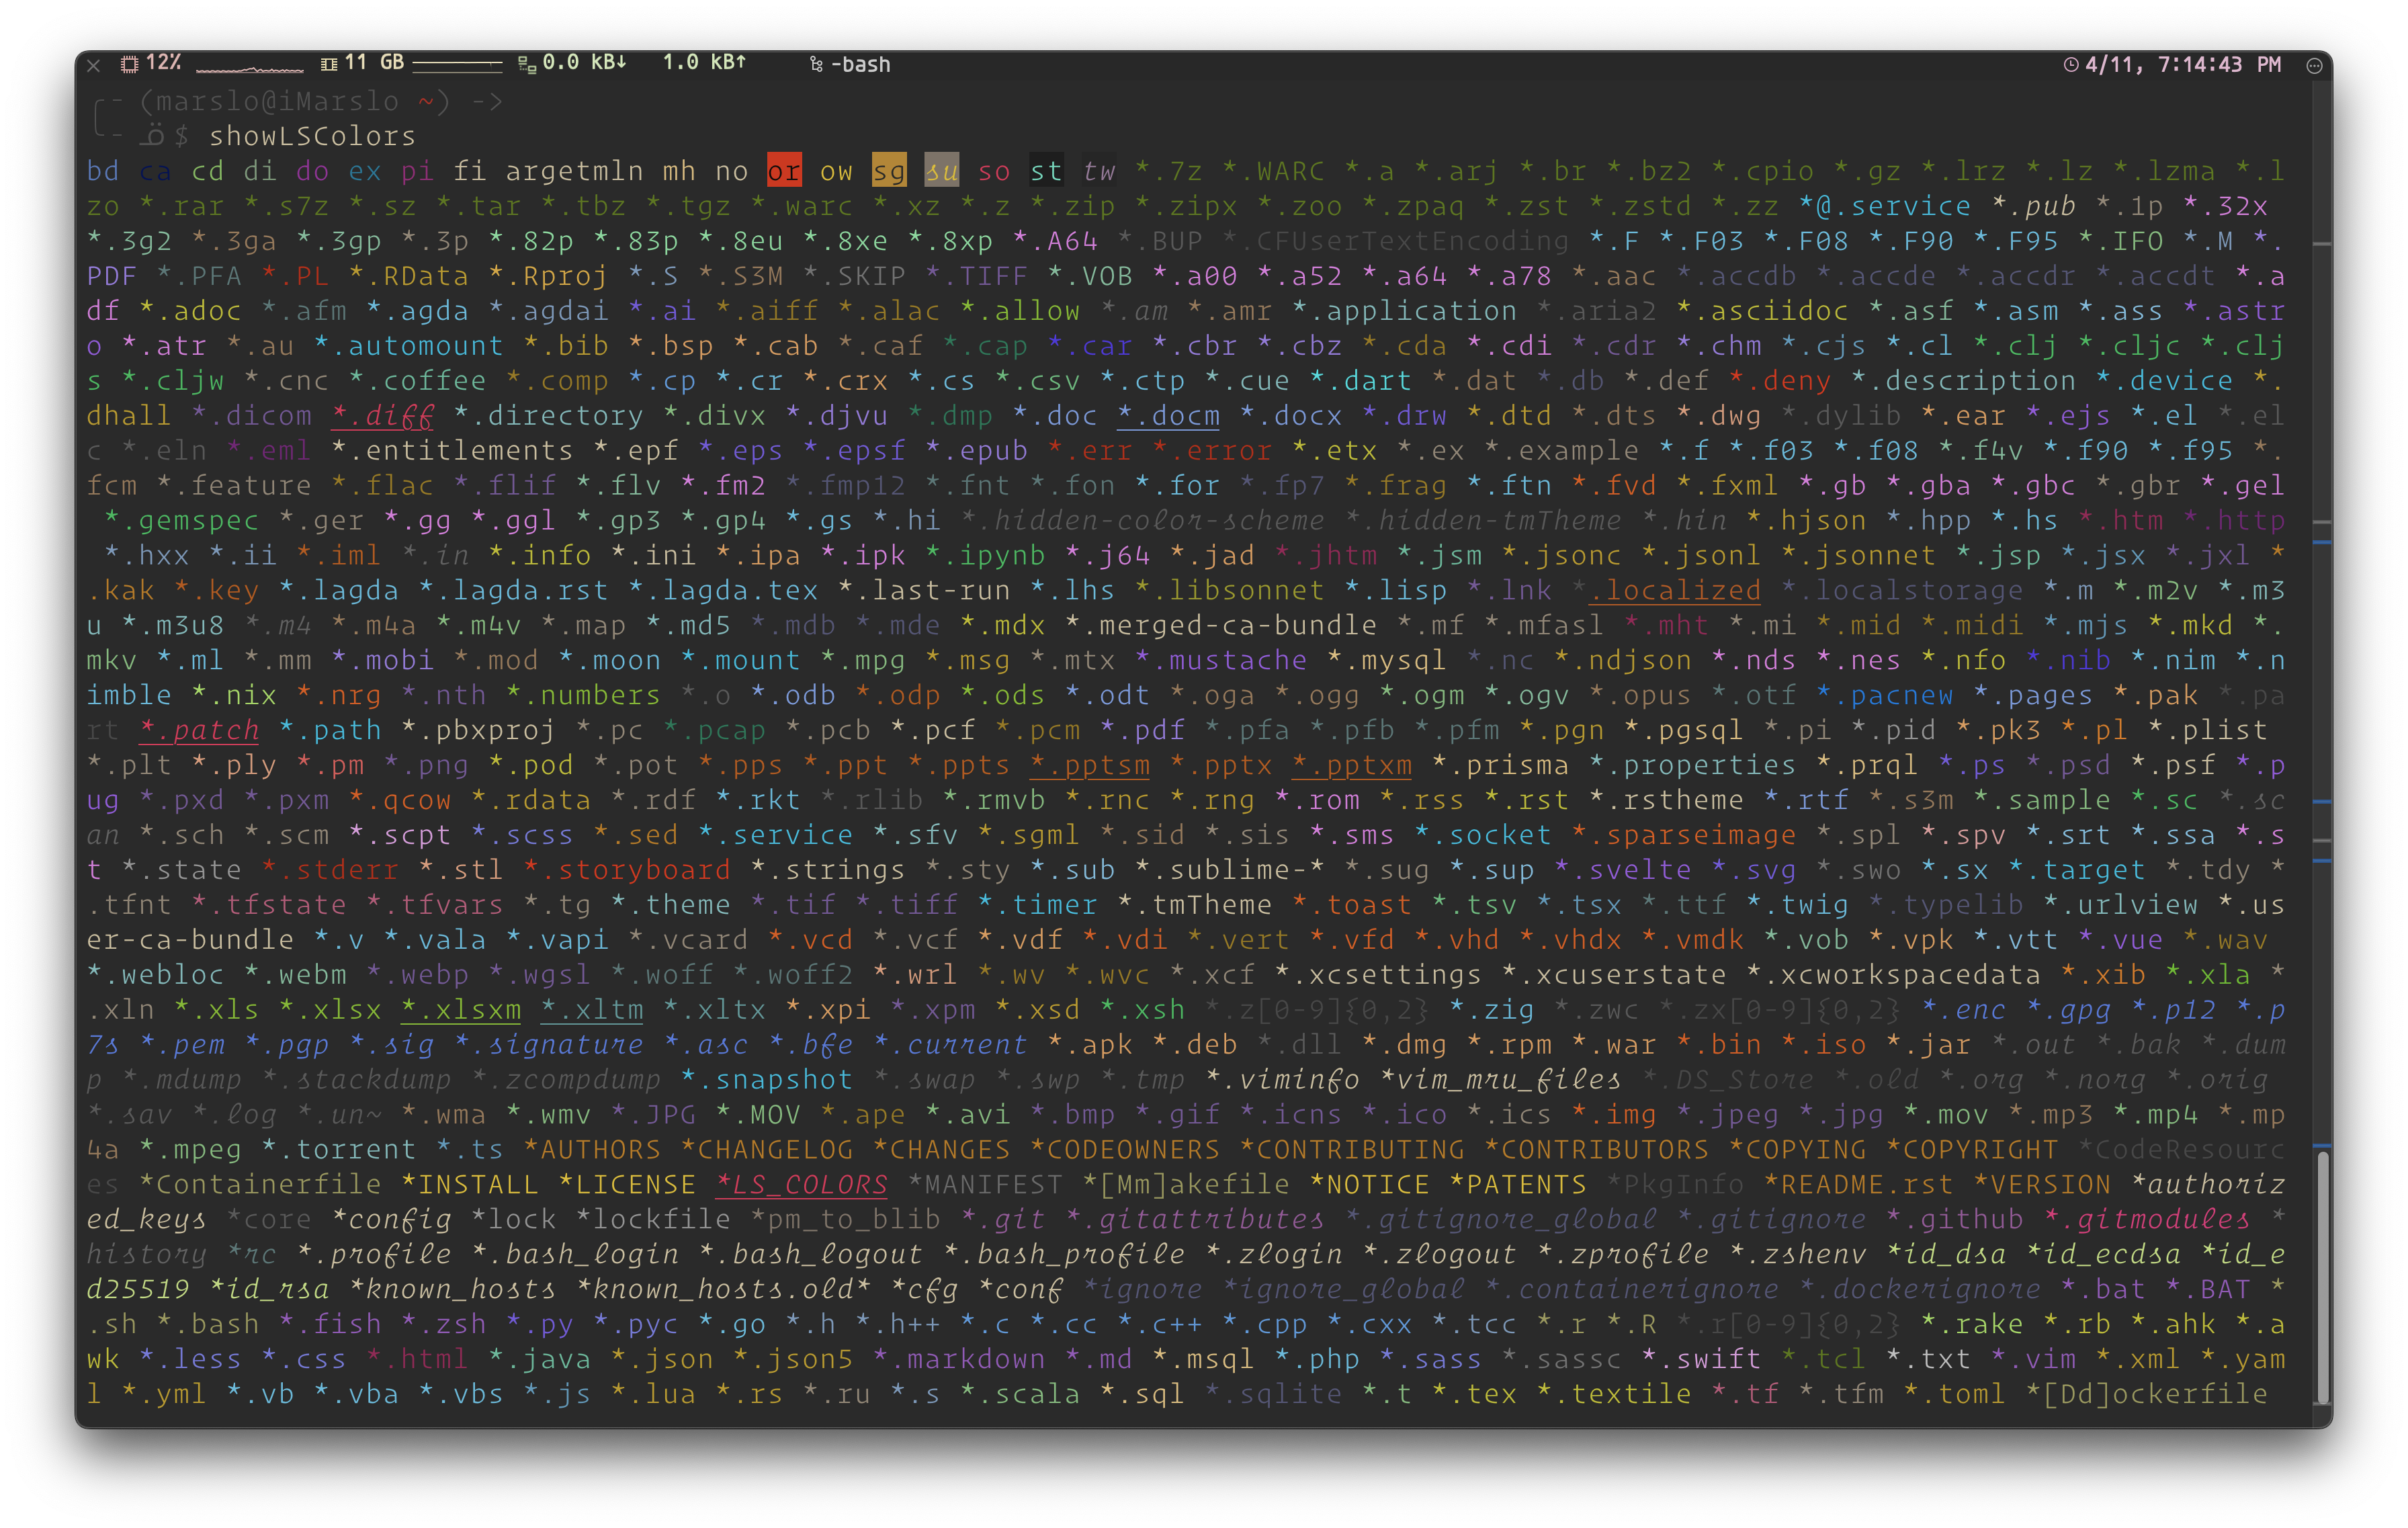 12% 11 GB 0.0 kB↓ 1.0 kB↑ -bash 4/11, 7:14:43 PM
(marslo@iMarslo ~) ->
$ showLSColors
bd ca cd di do ex pi fi argetmln mh no or ow sg su so st tw *.7z *.WARC *.a *.arj *.br *.bz2 *.cpio *.gz *.lrz *.lz *.lzma *.l
zo *.rar *.s7z *.sz *.tar *.tbz *.tgz *.warc *.xz *.z *.zip *.zipx *.zoo *.zpaq *.zst *.zstd *.zz *@.service *.pub *.1p *.32x
*.3g2 *.3ga *.3gp *.3p *.82p *.83p *.8eu *.8xe *.8xp *.A64 *.BUP *.CFUserTextEncoding *.F *.F03 *.F08 *.F90 *.F95 *.IFO *.M *.
PDF *.PFA *.PL *.RData *.Rproj *.S *.S3M *.SKIP *.TIFF *.VOB *.a00 *.a52 *.a64 *.a78 *.aac *.accdb *.accde *.accdr *.accdt *.a
df *.adoc *.afm *.agda *.agdai *.ai *.aiff *.alac *.allow *.am *.amr *.application *.aria2 *.asciidoc *.asf *.asm *.ass *.astr
o *.atr *.au *.automount *.bib *.bsp *.cab *.caf *.cap *.car *.cbr *.cbz *.cda *.cdi *.cdr *.chm *.cjs *.cl *.clj *.cljc *.clj
s *.cljw *.cnc *.coffee *.comp *.cp *.cr *.crx *.cs *.csv *.ctp *.cue *.dart *.dat *.db *.def *.deny *.description *.device *.
dhall *.dicom *.diff *.directory *.divx *.djvu *.dmp *.doc *.docm *.docx *.drw *.dtd *.dts *.dwg *.dylib *.ear *.ejs *.el *.el
c *.eln *.eml *.entitlements *.epf *.eps *.epsf *.epub *.err *.error *.etx *.ex *.example *.f *.f03 *.f08 *.f4v *.f90 *.f95 *.
fcm *.feature *.flac *.flif *.flv *.fm2 *.fmp12 *.fnt *.fon *.for *.fp7 *.frag *.ftn *.fvd *.fxml *.gb *.gba *.gbc *.gbr *.gel
*.gemspec *.ger *.gg *.ggl *.gp3 *.gp4 *.gs *.hi *.hidden-color-scheme *.hidden-tmTheme *.hin *.hjson *.hpp *.hs *.htm *.http
*.hxx *.ii *.iml *.in *.info *.ini *.ipa *.ipk *.ipynb *.j64 *.jad *.jhtm *.jsm *.jsonc *.jsonl *.jsonnet *.jsp *.jsx *.jxl *
.kak *.key *.lagda *.lagda.rst *.lagda.tex *.last-run *.lhs *.libsonnet *.lisp *.lnk *.localized *.localstorage *.m *.m2v *.m3
u *.m3u8 *.m4 *.m4a *.m4v *.map *.md5 *.mdb *.mde *.mdx *.merged-ca-bundle *.mf *.mfasl *.mht *.mi *.mid *.midi *.mjs *.mkd *.
mkv *.ml *.mm *.mobi *.mod *.moon *.mount *.mpg *.msg *.mtx *.mustache *.mysql *.nc *.ndjson *.nds *.nes *.nfo *.nib *.nim *.n
imble *.nix *.nrg *.nth *.numbers *.o *.odb *.odp *.ods *.odt *.oga *.ogg *.ogm *.ogv *.opus *.otf *.pacnew *.pages *.pak *.pa
rt *.patch *.path *.pbxproj *.pc *.pcap *.pcb *.pcf *.pcm *.pdf *.pfa *.pfb *.pfm *.pgn *.pgsql *.pi *.pid *.pk3 *.pl *.plist
*.plt *.ply *.pm *.png *.pod *.pot *.pps *.ppt *.ppts *.pptsm *.pptx *.pptxm *.prisma *.properties *.prql *.ps *.psd *.psf *.p
ug *.pxd *.pxm *.qcow *.rdata *.rdf *.rkt *.rlib *.rmvb *.rnc *.rng *.rom *.rss *.rst *.rstheme *.rtf *.s3m *.sample *.sc *.sc
an *.sch *.scm *.scpt *.scss *.sed *.service *.sfv *.sgml *.sid *.sis *.sms *.socket *.sparseimage *.spl *.spv *.srt *.ssa *.s
t *.state *.stderr *.stl *.storyboard *.strings *.sty *.sub *.sublime-* *.sug *.sup *.svelte *.svg *.swo *.sx *.target *.tdy *
.tfnt *.tfstate *.tfvars *.tg *.theme *.tif *.tiff *.timer *.tmTheme *.toast *.tsv *.tsx *.ttf *.twig *.typelib *.urlview *.us
er-ca-bundle *.v *.vala *.vapi *.vcard *.vcd *.vcf *.vdf *.vdi *.vert *.vfd *.vhd *.vhdx *.vmdk *.vob *.vpk *.vtt *.vue *.wav
*.webloc *.webm *.webp *.wgsl *.woff *.woff2 *.wrl *.wv *.wvc *.xcf *.xcsettings *.xcuserstate *.xcworkspacedata *.xib *.xla *
.xln *.xls *.xlsx *.xlsxm *.xltm *.xltx *.xpi *.xpm *.xsd *.xsh *.z[0-9]{0,2} *.zig *.zwc *.zx[0-9]{0,2} *.enc *.gpg *.p12 *.p
7s *.pem *.pgp *.sig *.signature *.asc *.bfe *.current *.apk *.deb *.dll *.dmg *.rpm *.war *.bin *.iso *.jar *.out *.bak *.dum
p *.mdump *.stackdump *.zcompdump *.snapshot *.swap *.swp *.tmp *.viminfo *vim_mru_files *.DS_Store *.old *.org *.norg *.orig
*.sav *.log *.un~ *.wma *.wmv *.JPG *.MOV *.ape *.avi *.bmp *.gif *.icns *.ico *.ics *.img *.jpeg *.jpg *.mov *.mp3 *.mp4 *.mp
4a *.mpeg *.torrent *.ts *AUTHORS *CHANGELOG *CHANGES *CODEOWNERS *CONTRIBUTING *CONTRIBUTORS *COPYING *COPYRIGHT *CodeResourc
es *Containerfile *INSTALL *LICENSE *LS_COLORS *MANIFEST *[Mm]akefile *NOTICE *PATENTS *PkgInfo *README.rst *VERSION *authoriz
ed_keys *core *config *lock *lockfile *pm_to_blib *.git *.gitattributes *.gitignore_global *.gitignore *.github *.gitmodules *
history *rc *.profile *.bash_login *.bash_logout *.bash_profile *.zlogin *.zlogout *.zprofile *.zshenv *id_dsa *id_ecdsa *id_e
d25519 *id_rsa *known_hosts *known_hosts.old* *cfg *conf *ignore *ignore_global *.containerignore *.dockerignore *.bat *.BAT *
.sh *.bash *.fish *.zsh *.py *.pyc *.go *.h *.h++ *.c *.cc *.c++ *.cpp *.cxx *.tcc *.r *.R *.r[0-9]{0,2} *.rake *.rb *.ahk *.a
wk *.less *.css *.html *.java *.json *.json5 *.markdown *.md *.msql *.php *.sass *.sassc *.swift *.tcl *.txt *.vim *.xml *.yam
l *.yml *.vb *.vba *.vbs *.js *.lua *.rs *.ru *.s *.scala *.sql *.sqlite *.t *.tex *.textile *.tf *.tfm *.toml *[Dd]ockerfile